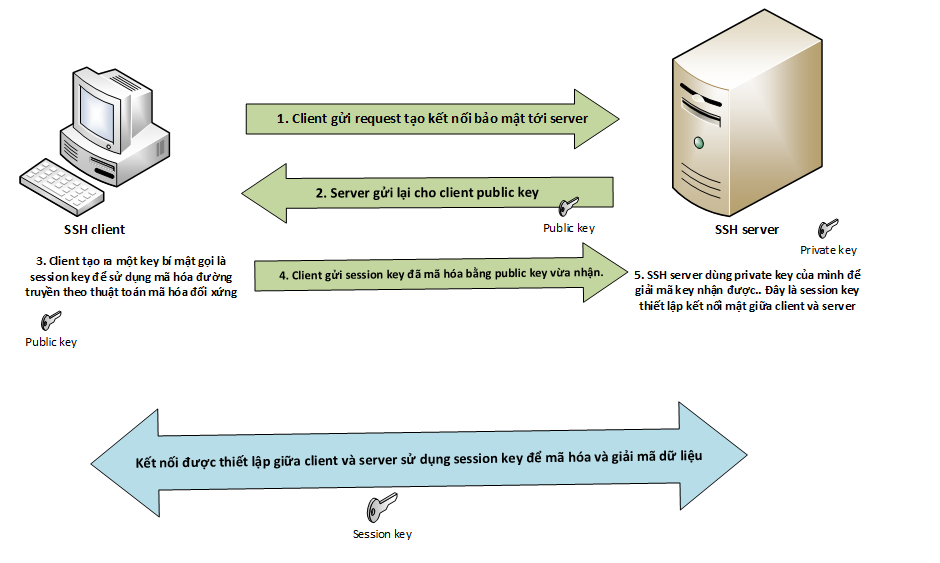 1. Client gửi request tạo kết nối bảo mật tới server
2. Server gửi lại cho client public key
Public key
SSH client
SSH server
Private key
3. Client tạo ra một key bí mật gọi là
session key để sử dụng mã hóa đường
truyền theo thuật toán mã hóa đối xứng
4. Client gửi session key đã mã hóa bằng public key vừa nhận.
5. SSH server dùng private key của mình để
giải mã key nhận được.. Đây là session key
thiết lập kết nối mật giữa client và server
Public key
Kết nối được thiết lập giữa client và server sử dụng session key để mã hóa và giải mã dữ liệu
Session key